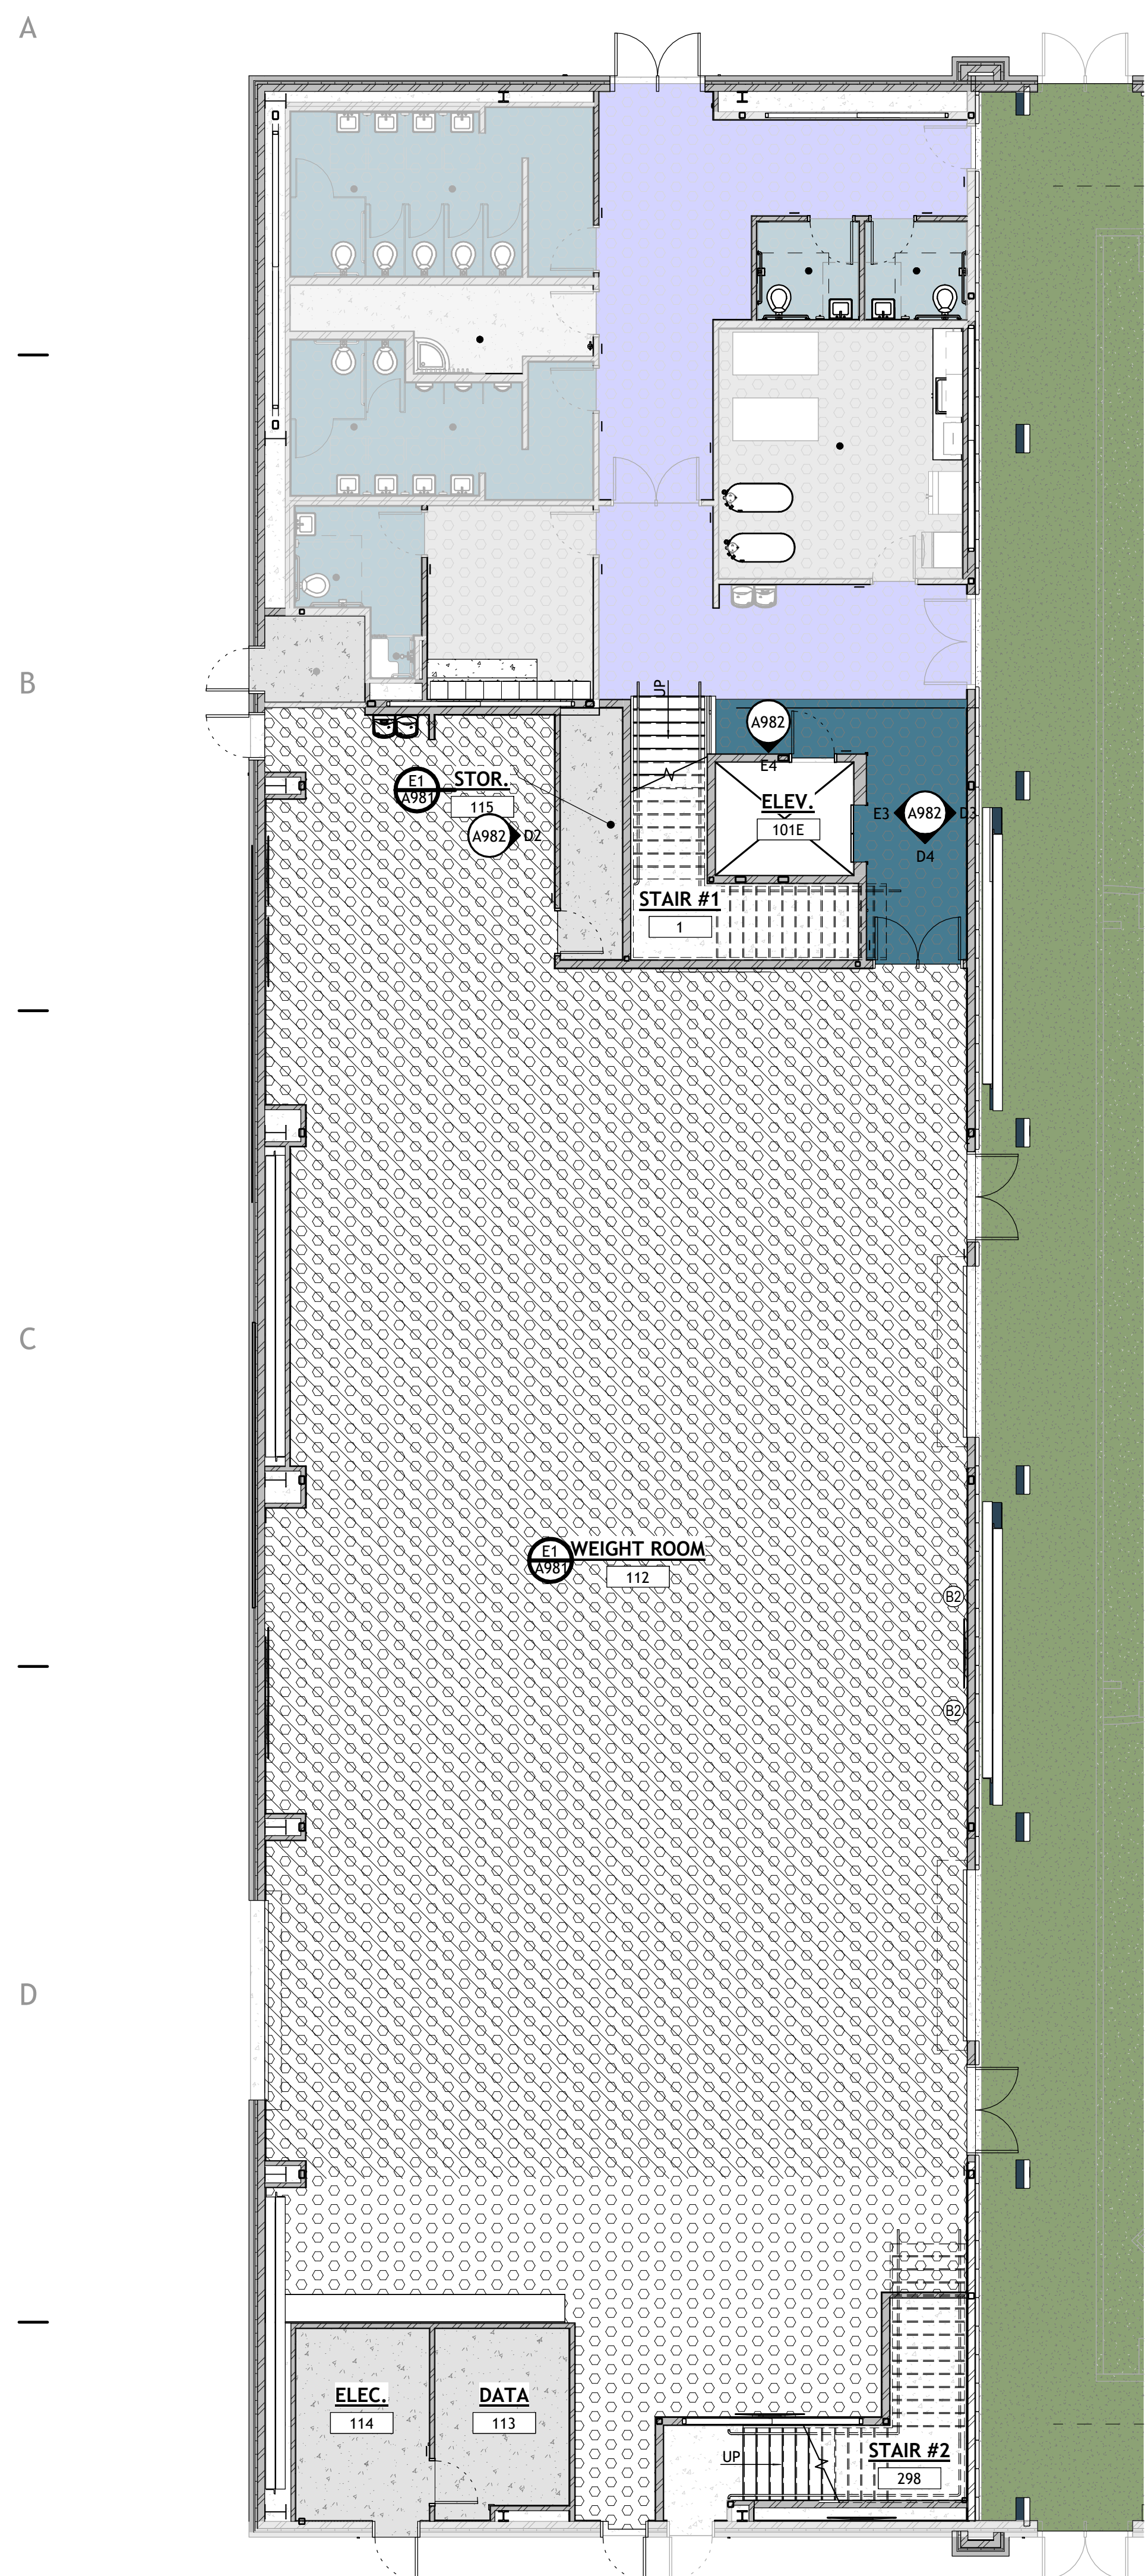 A
B
UP
A982
E4
E1
A981
STOR.
115
A982
D2
ELEV.
101E
E3
A982
D3
D4
STAIR #1
1
C
E1
A981
WEIGHT ROOM
112
B2
B2
D
ELEC.
114
DATA
113
UP
STAIR #2
298